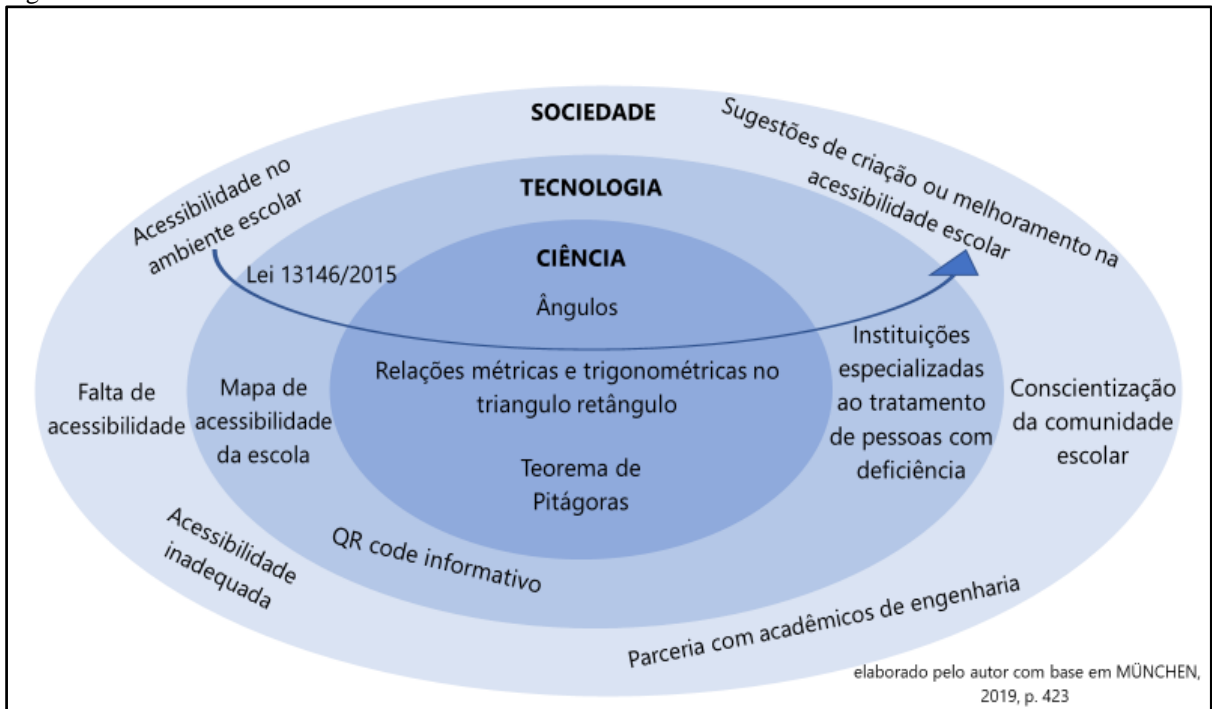 SOCIEDADE
Acessibilidade no
ambiente escolar
Sugestões de criação ou melhoramento na
acessibilidade escolar
TECNOLOGIA
Lei 13146/2015
CIÊNCIA
Ângulos
Relações métricas e trigonométricas no
triangulo retângulo
Teorema de
Pitágoras
Falta de
acessibilidade
Mapa de
acessibilidade
da escola
Instituições
especializadas
ao tratamento
de pessoas com
deficiência
Conscientização
da comunidade
escolar
Acessibilidade
inadequada
QR code informativo
Parceria com acadêmicos de engenharia
elaborado pelo autor com base em MÜNCHEN,
2019, p. 423